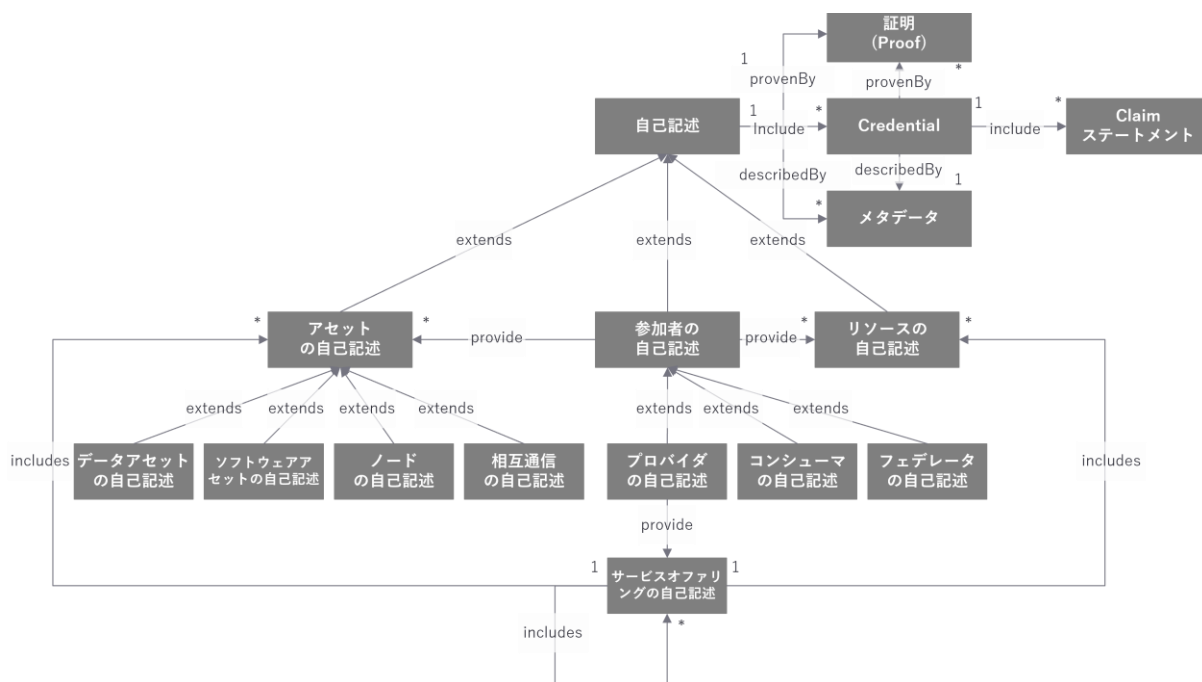 証明
(Proof)
1
provenBy
provenBy
*
自己記述
1
Include
*
Credential
1
include
*
Claim
ステートメント
describedBy
describedBy
1
*
メタデータ
extends
extends
extends
*
アセット
の自己記述
*
provide
参加者の
自己記述
provide
*
リソースの
自己記述
*
extends
extends
extends
extends
extends
extends
extends
includes
データアセット
の自己記述
ソフトウェアア
セットの自己記述
ノード
の自己記述
相互通信
の自己記述
プロバイダ
の自己記述
コンシューマ
の自己記述
フェデレータ
の自己記述
includes
provide
1
サービスオファリ
ングの自己記述
1
includes
*